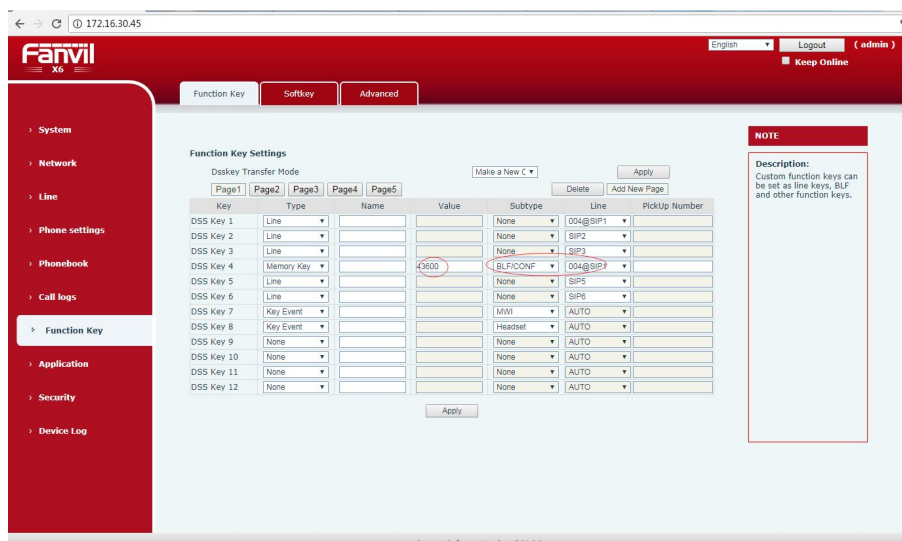 172.16.30.45
Fanvil
X6
English Logout ( admin )
Keep Online
Function Key Softkey Advanced
› System
› Network
› Line
› Phone settings
› Phonebook
› Call logs
› Function Key
› Application
› Security
› Device Log
Function Key Settings
Dsskey Transfer Mode Make a New C Apply
Page1 Page2 Page3 Page4 Page5 Delete Add New Page
Key Type Name Value Subtype Line PickUp Number
DSS Key 1 Line None 004@SIP1
DSS Key 2 Line None SIP2
DSS Key 3 Line None SIP3
DSS Key 4 Memory Key 43600 BLF/CONF 004@SIP1
DSS Key 5 Line None SIP5
DSS Key 6 Line None SIP6
DSS Key 7 Key Event MWI AUTO
DSS Key 8 Key Event Headset AUTO
DSS Key 9 None None AUTO
DSS Key 10 None None AUTO
DSS Key 11 None None AUTO
DSS Key 12 None None AUTO
Apply
NOTE
Description:
Custom function keys can
be set as line keys, BLF
and other function keys.